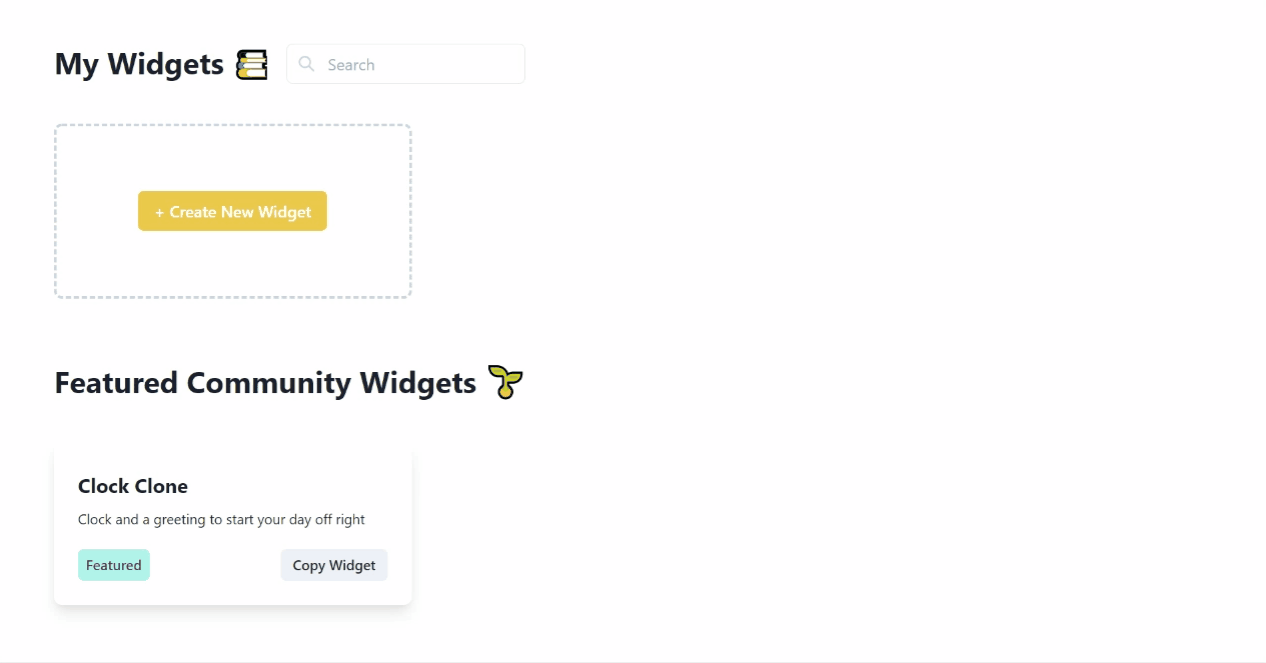 My Widgets
Search
+ Create New Widget
Featured Community Widgets
Clock Clone
Clock and a greeting to start your day off right
Featured
Copy Widget